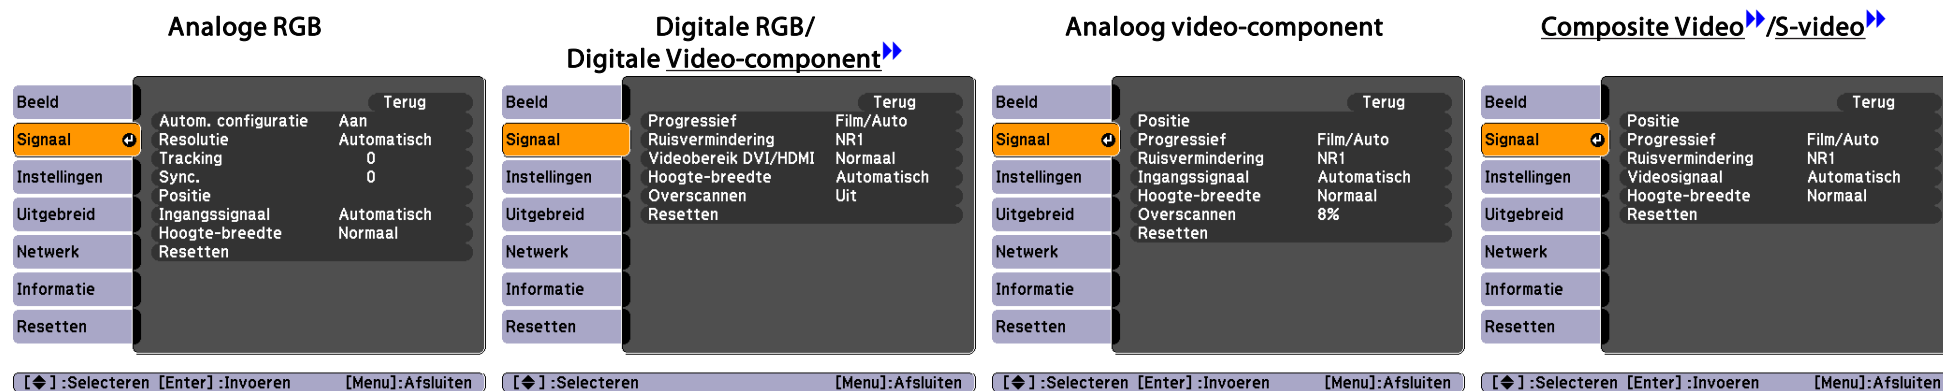 Analoge RGB
Beeld
Signaal
Instellingen
Uitgebreid
Netwerk
Informatie
Resetten
Terug
Autom. configuratie Aan
Resolutie Automatisch
Tracking 0
Sync. 0
Positie
Ingangssignaal Automatisch
Hoogte-breedte Normaal
Resetten
[ ] :Selecteren [Enter] :Invoeren [Menu]:Afsluiten
Digitale RGB/
Digitale Video-component
Beeld
Signaal
Instellingen
Uitgebreid
Netwerk
Informatie
Resetten
Terug
Progressief Film/Auto
Ruisvermindering NR1
Videobereik DVI/HDMI Normaal
Hoogte-breedte Automatisch
Overscannen Uit
Resetten
[ ] :Selecteren [Menu]:Afsluiten
Analoog video-component
Beeld
Signaal
Instellingen
Uitgebreid
Netwerk
Informatie
Resetten
Terug
Positie
Progressief Film/Auto
Ruisvermindering NR1
Ingangssignaal Automatisch
Hoogte-breedte Normaal
Overscannen 8%
Resetten
[ ] :Selecteren [Enter] :Invoeren [Menu]:Afsluiten
Composite Video/S-video
Beeld
Signaal
Instellingen
Uitgebreid
Netwerk
Informatie
Resetten
Terug
Positie
Progressief Film/Auto
Ruisvermindering NR1
Videosignaal Automatisch
Hoogte-breedte Normaal
Resetten
[ ] :Selecteren [Enter] :Invoeren [Menu]:Afsluiten